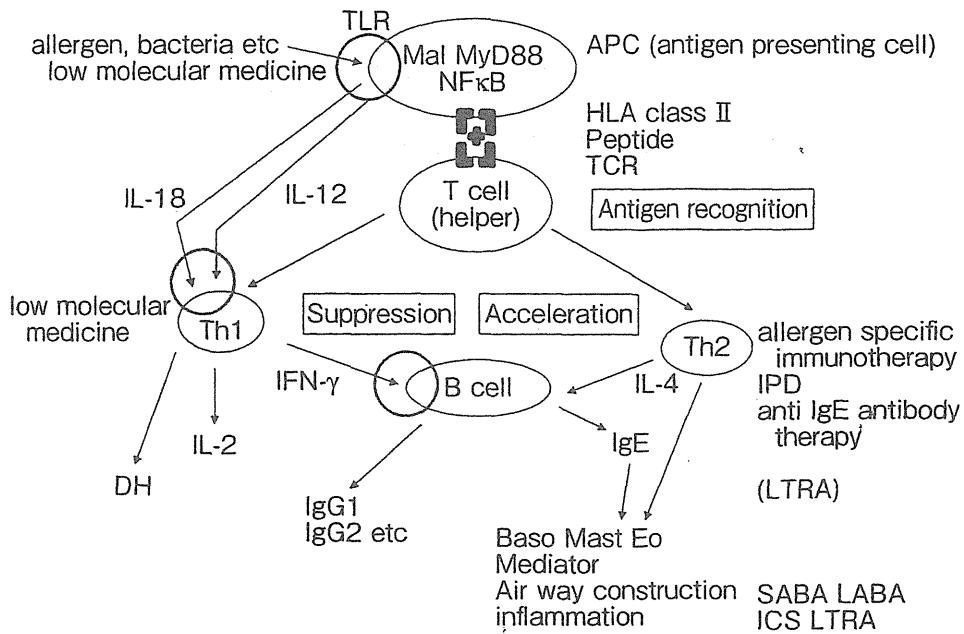 TLR
allergen, bacteria etc
low molecular medicine
Mal MyD88
NFκB
APC (antigen presenting cell)
HLA class Ⅱ
Peptide
TCR
IL-18
IL-12
T cell
(helper)
Antigen recognition
low molecular
medicine
Th1
Suppression
Acceleration
Th2
allergen specific
immunotherapy
IPD
anti IgE antibody
therapy
IFN-γ
B cell
IL-4
IL-2
IgE
DH
(LTRA)
IgG1
IgG2 etc
Baso Mast Eo
Mediator
Air way construction
inflammation
SABA LABA
ICS LTRA